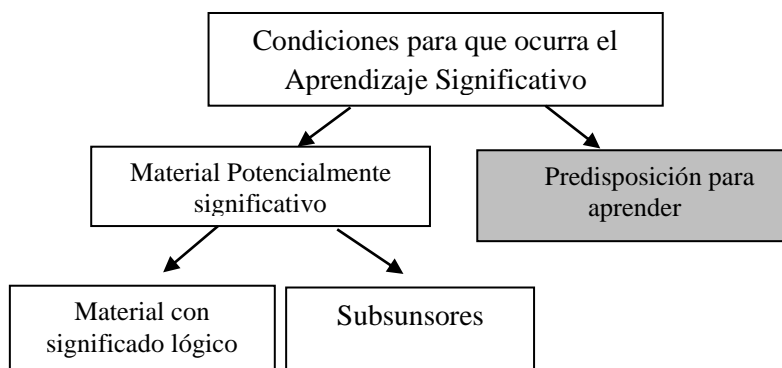 Condiciones para que ocurra el
Aprendizaje Significativo
Material Potencialmente
significativo
Predisposición para
aprender
Material con
significado lógico
Subsunsores